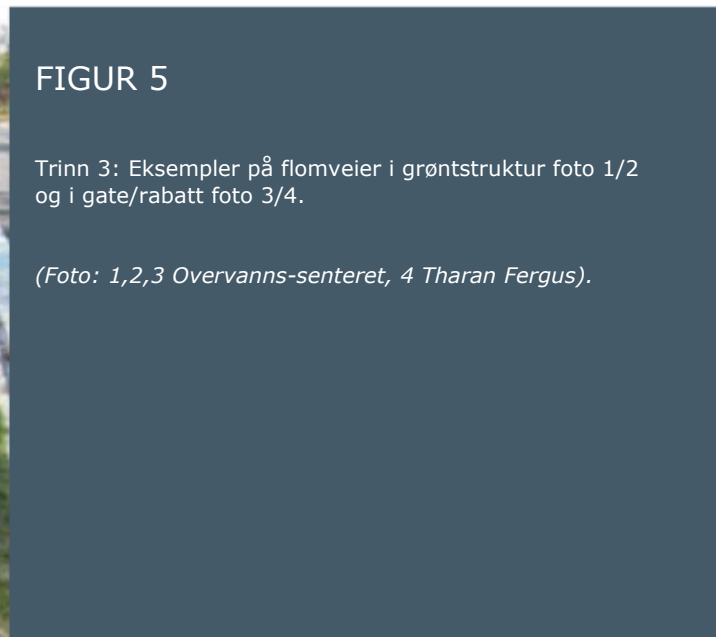 FIGUR 5
Trinn 3: Eksempler på flomveier i grøntstruktur foto 1/2
og i gate/rabatt foto 3/4.
(Foto: 1,2,3 Overvanns-senteret, 4 Tharan Fergus).